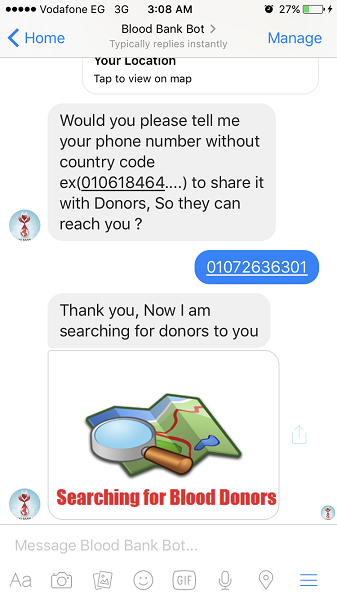 Vodafone EG 3G 3:08 AM 27%
Home Blood Bank Bot Manage
Typically replies instantly
Your Location
Tap to view on map
Would you please tell me
your phone number without
country code
ex(010618464....) to share it
with Donors, So they can
reach you ?
01072636301
Thank you, Now I am
searching for donors to you
Searching for Blood Donors
Message Blood Bank Bot...
Aa GIF